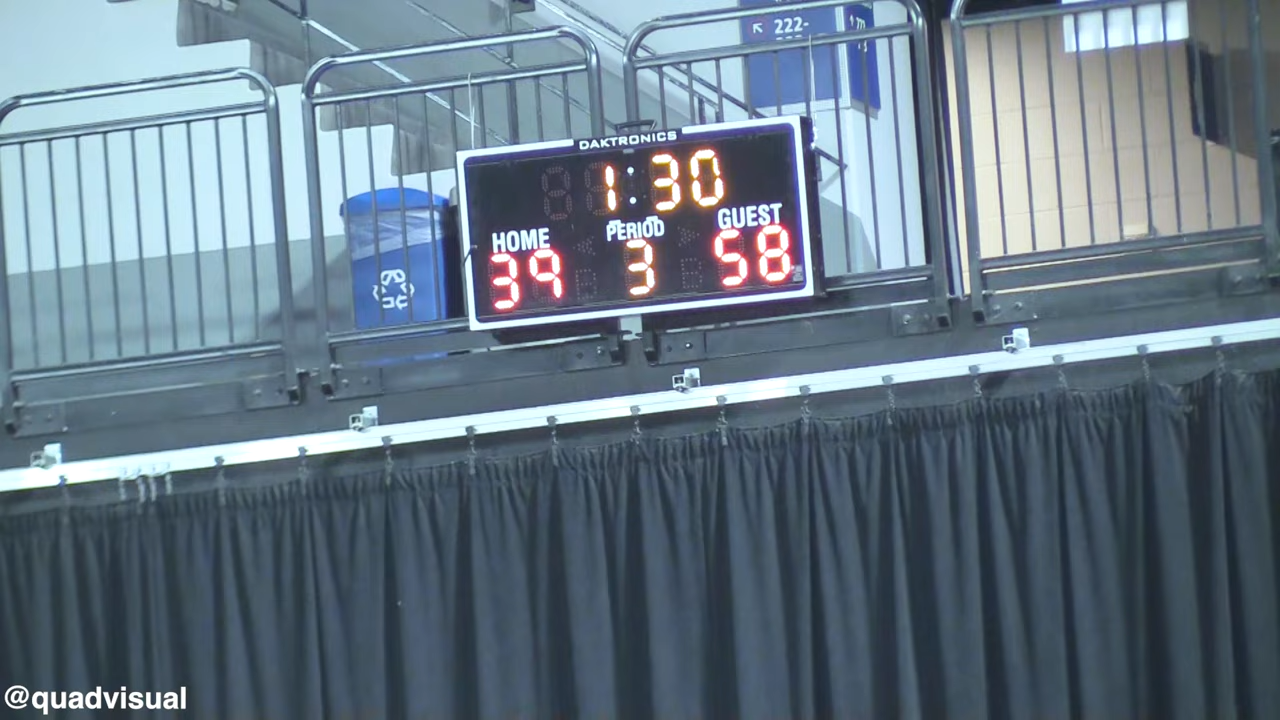 222-
DAKTRONICS
1:30
HOME
PERIOD
GUEST
39
3
58
@quadvisual